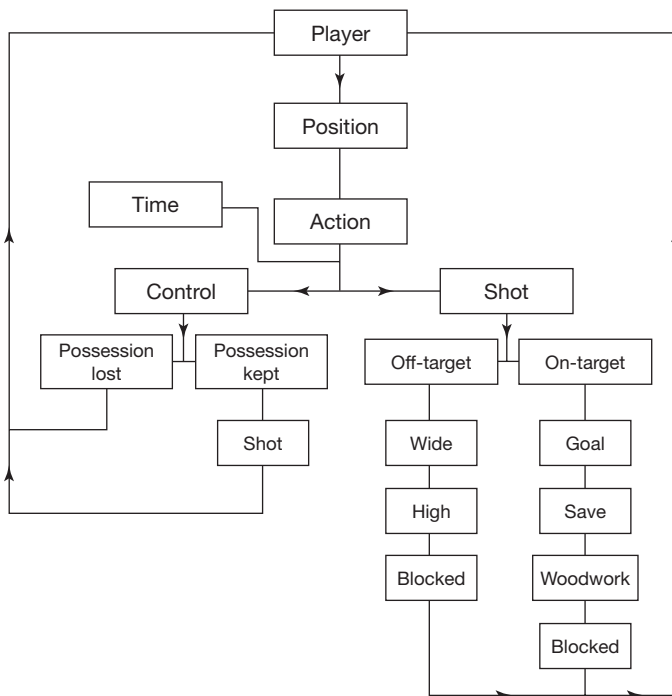 Player
Position
Time
Action
Control
Shot
Possession
lost
Possession
kept
Off-target
On-target
Shot
Wide
Goal
High
Save
Blocked
Woodwork
Blocked